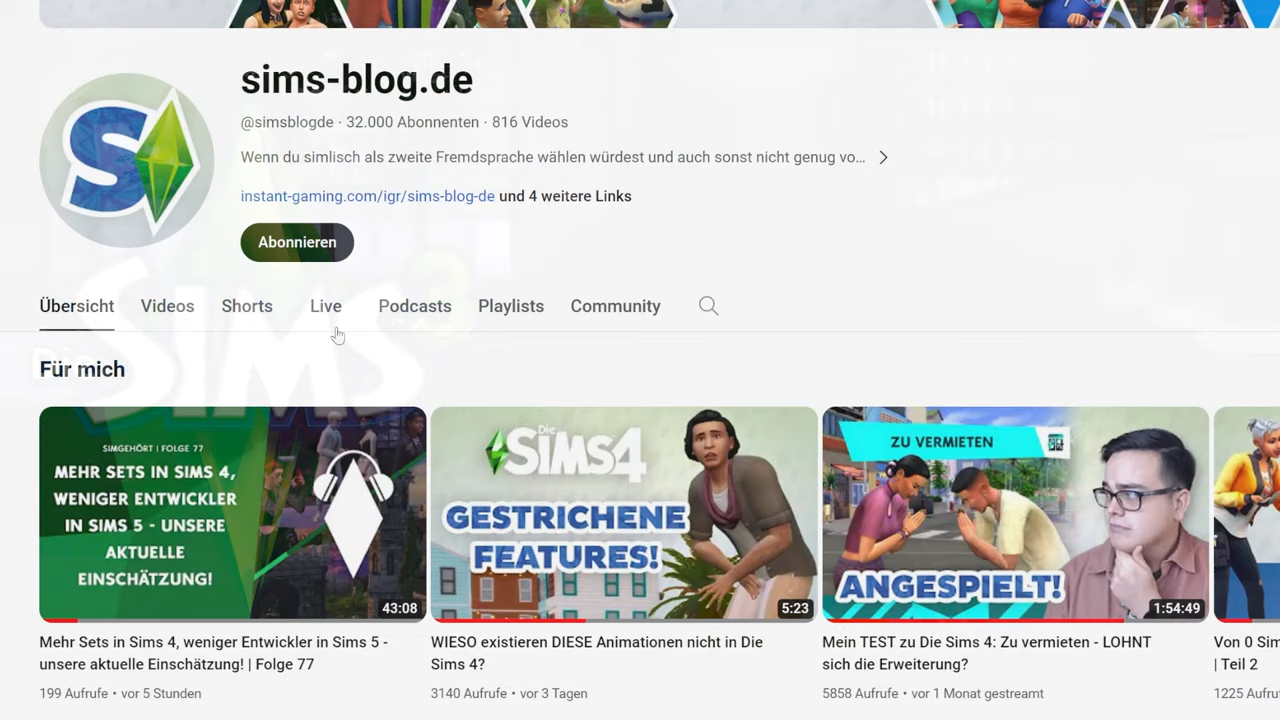 sims-blog.de
@simsblogde · 32.000 Abonnenten · 816 Videos
Wenn du simlisch als zweite Fremdsprache wählen würdest und auch sonst nicht genug vo...
instant-gaming.com/igr/sims-blog-de und 4 weitere Links
Abonnieren
Übersicht Videos Shorts Live Podcasts Playlists Community
Die
SIMS
3
Für mich
SIMGEHÖRT | FOLGE 77
MEHR SETS IN SIMS 4,
WENIGER ENTWICKLER
IN SIMS 5 - UNSERE
AKTUELLE
EINSCHÄTZUNG!
43:08
Die
SIMS4
GESTRICHENE
FEATURES!
5:23
ZU VERMIETEN
ANGESPIELT!
1:54:49
Mehr Sets in Sims 4, weniger Entwickler in Sims 5 -
unsere aktuelle Einschätzung! | Folge 77
199 Aufrufe • vor 5 Stunden
WIESO existieren DIESE Animationen nicht in Die
Sims 4?
3140 Aufrufe • vor 3 Tagen
Mein TEST zu Die Sims 4: Zu vermieten - LOHNT
sich die Erweiterung?
5858 Aufrufe • vor 1 Monat gestreamt
Von 0 Sim
| Teil 2
1225 Aufru